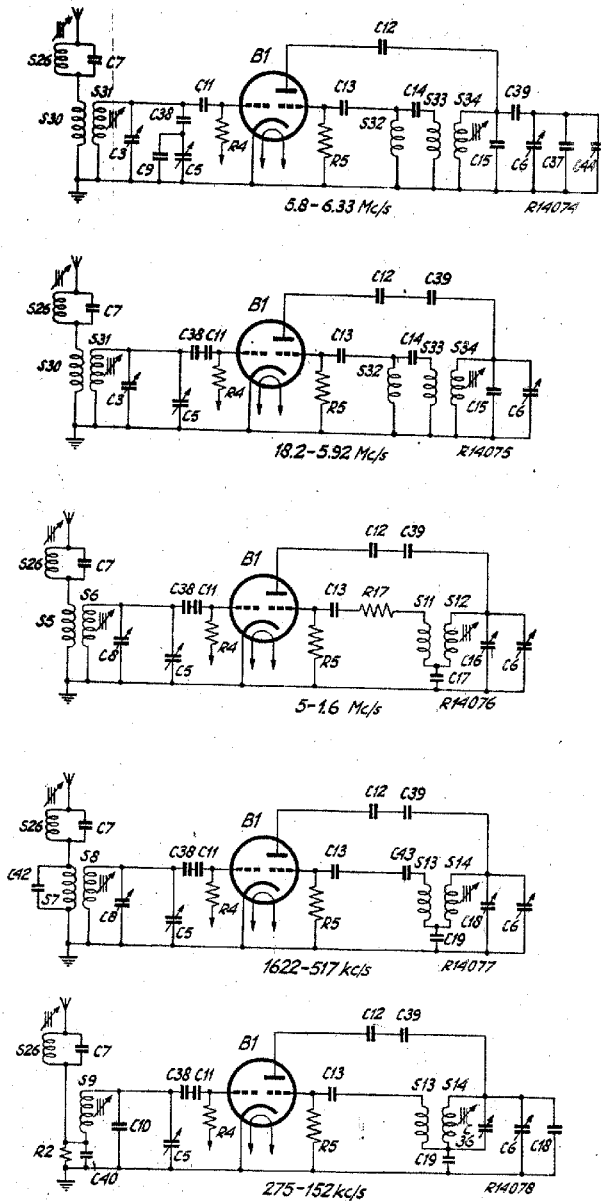 C12
B1
S26 C7 C11 C13 C14 S33 S34 C39
S31 C38 S32
S30 C3 C9 C5 R4 R5 C15 C6 C37 C44
5.8-6.33 Mc/s R14074
C12 C39
B1
S26 C7 C38 C11 C13 C14 S33 S34
S31 S32
S30 C3 C5 R4 R5 C15 C6
18.2-5.92 Mc/s R14075
C12 C39
B1
S26 C7 C38 C11 C13 R17 S11 S12
S6
S5 C8 C5 R4 R5 C16 C6
C17
5-1.6 Mc/s R14076
C12 C39
B1
S26 C7 C38 C11 C13 C43 S13 S14
C42 S8
S7 C8 C5 R4 R5 C18 C6
C19
1622-517 kc/s R14077
C12 C39
B1
S26 C7 C38 C11 C13 S13 S14
S9
C10 C5 R4 R5 C36 C6 C18
R2 C40 C19
275-152 kc/s R14078